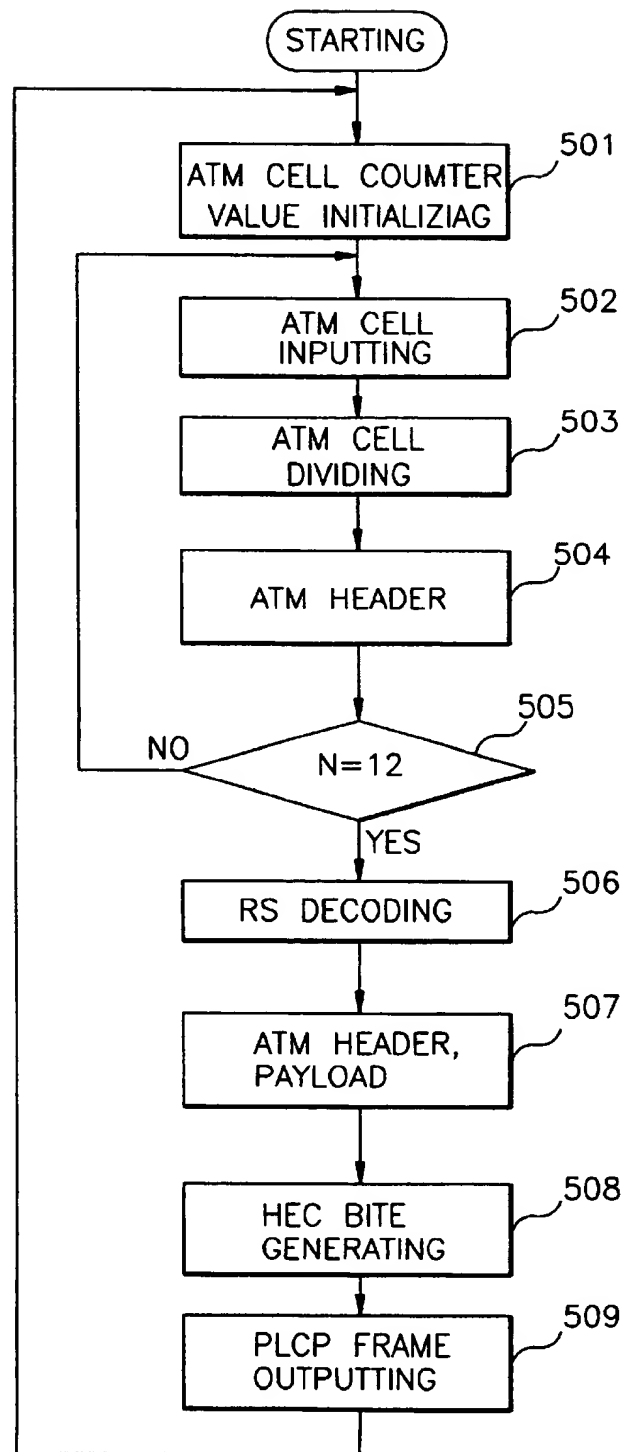 STARTING
501
ATM CELL COUMTER
VALUE INITIALIZIAG
502
ATM CELL
INPUTTING
503
ATM CELL
DIVIDING
504
ATM HEADER
505
NO
N=12
YES
506
RS DECODING
507
ATM HEADER,
PAYLOAD
508
HEC BITE
GENERATING
509
PLCP FRAME
OUTPUTTING